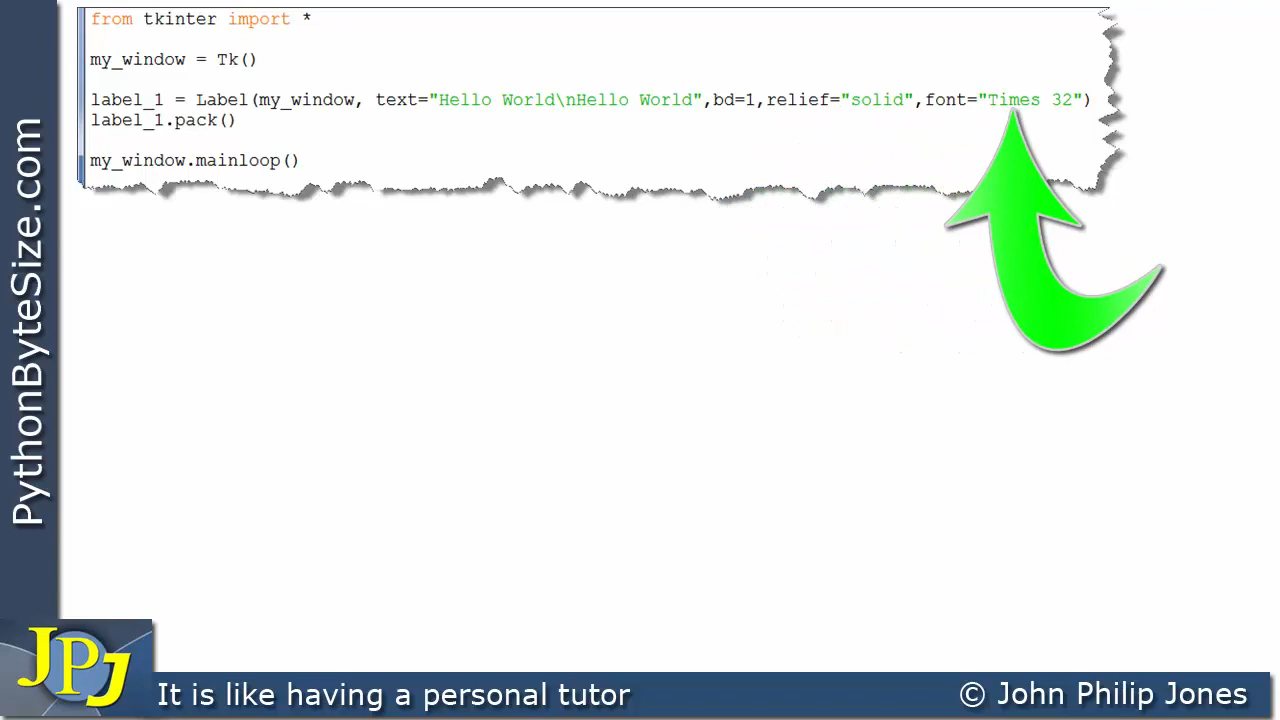 from tkinter import *
my_window = Tk()
label_1 = Label(my_window, text="Hello World\nHello World",bd=1,relief="solid",font="Times 32")
label_1.pack()
my_window.mainloop()
PythonByteSize.com
JPJ
It is like having a personal tutor
© John Philip Jones